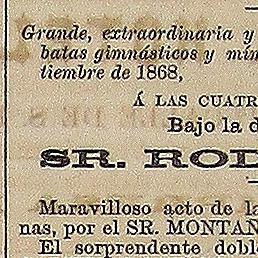 Grande, extraordinaria y
batas gimnásticos y mím
tiembre de 1868,
Á LAS CUATR
Bajo la d
SR. ROD
Maravilloso acto de la
nas, por el SR. MONTAÑ
El sorprendente doble